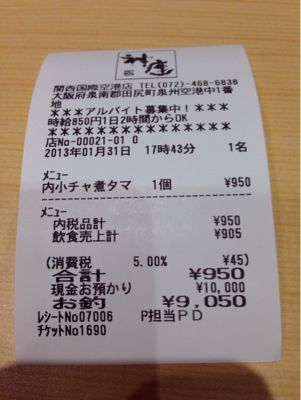 神座
関西国際空港店 TEL(072)-468-6838
大阪府泉南郡田尻町泉州空港中1番
地
✳✳✳アルバイト募集中!✳✳✳
時給850円1日2時間からOK
✳✳✳✳✳✳✳✳✳✳✳✳✳✳✳
店No-00021-01 0
2013年01月31日 17時43分 1名
メニュー
内小チャ煮タマ 1個 ¥950
メニュー
内税品計 ¥950
飲食売上計 ¥905
(消費税 5.00% ¥45)
合計 ¥950
現金お預かり ¥10,000
お釣 ¥9,050
レシートNo07006 P担当PD
チケットNo1690